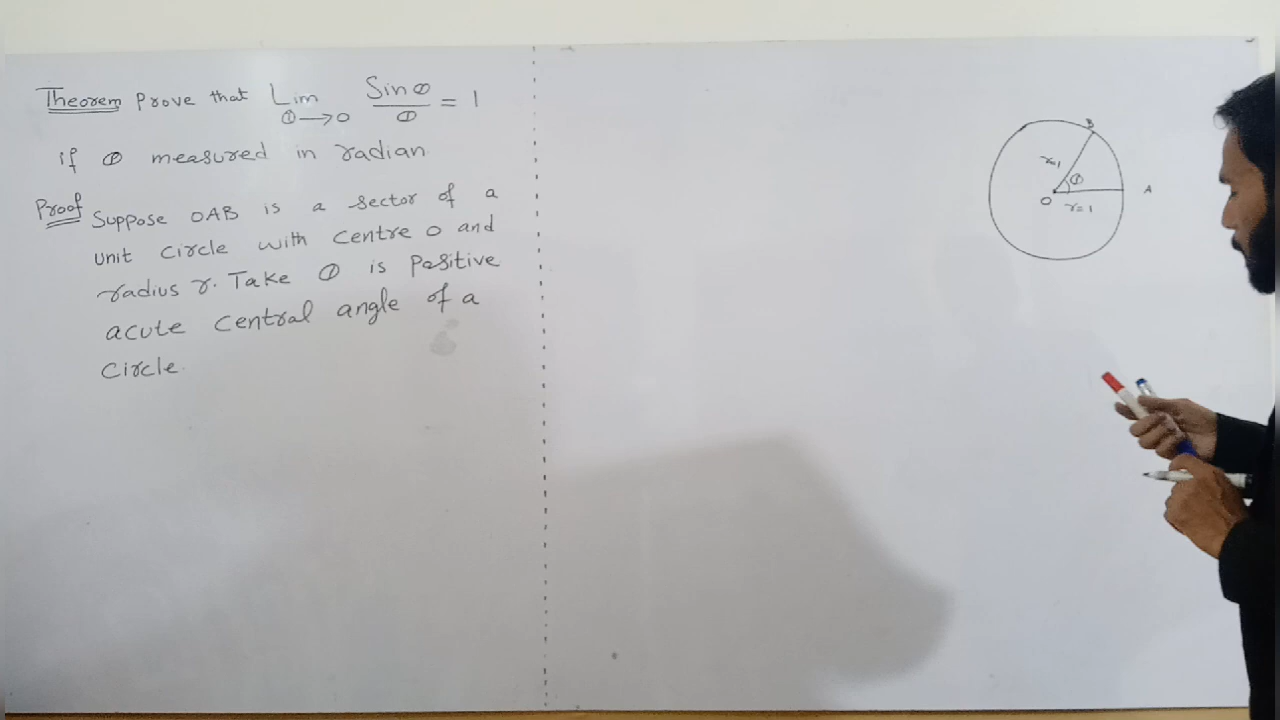 Theorem Prove that Lim Sin θ / θ = 1
θ → 0
if θ measured in radian.
Proof Suppose OAB is a sector of a
unit circle with centre O and
radius r. Take θ is Positive
acute central angle of a
circle.
B
r=1
θ
A
O
r=1